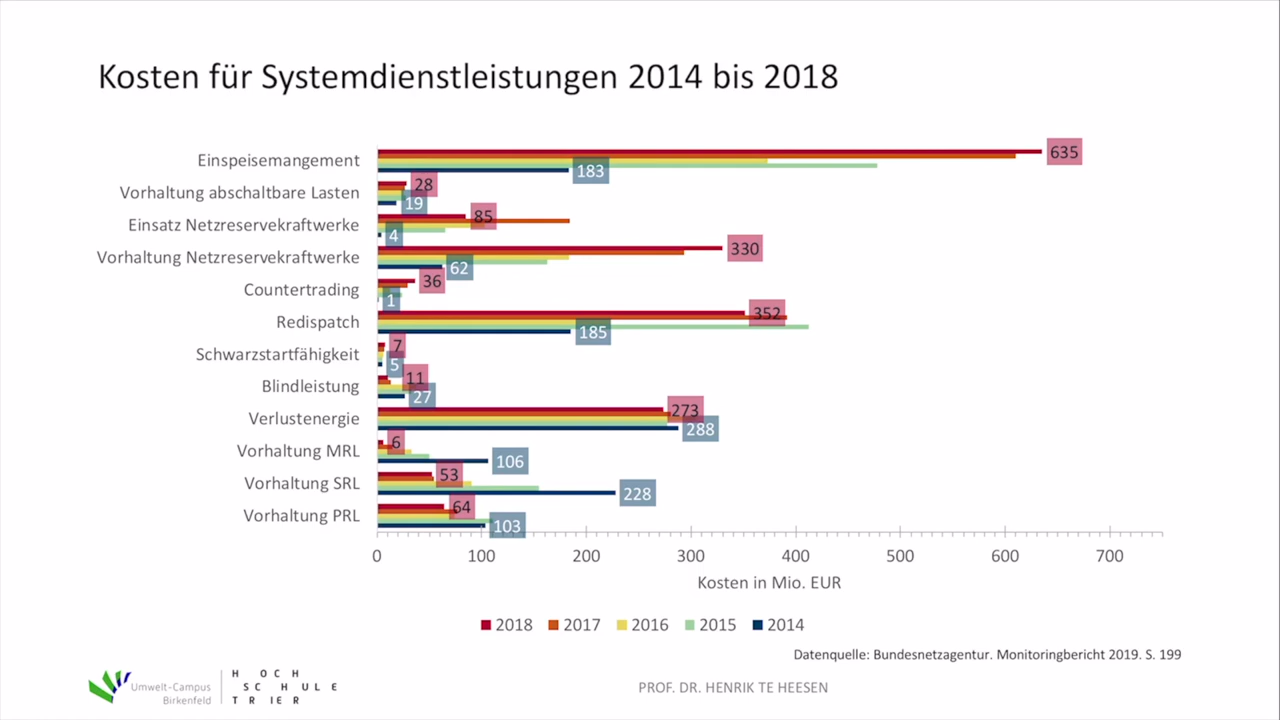 Kosten für Systemdienstleistungen 2014 bis 2018
Einspeisemangement
635
183
Vorhaltung abschaltbare Lasten
28
19
Einsatz Netzreservekraftwerke
85
4
Vorhaltung Netzreservekraftwerke
330
62
Countertrading
36
1
Redispatch
352
185
Schwarzstartfähigkeit
7
5
Blindleistung
11
27
Verlustenergie
273
288
Vorhaltung MRL
6
106
Vorhaltung SRL
53
228
Vorhaltung PRL
64
103
0 100 200 300 400 500 600 700
Kosten in Mio. EUR
2018 2017 2016 2015 2014
Datenquelle: Bundesnetzagentur. Monitoringbericht 2019. S. 199
Umwelt-Campus
Birkenfeld
HOCH
SCHULE
TRIER
PROF. DR. HENRIK TE HEESEN